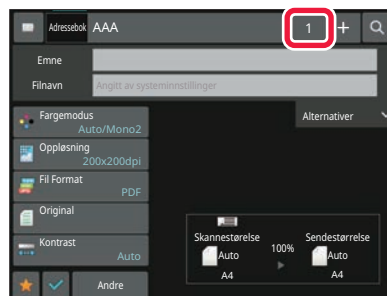 Adressebok AAA 1 +
Emne
Filnavn Angitt av systeminnstillinger
Fargemodus
Auto/Mono2
Alternativer
Oppløsning
200x200dpi
Fil Format
PDF
Original
Kontrast
Auto
Skannestørelse 100% Sendestørrelse
Auto Auto
A4 A4
Andre